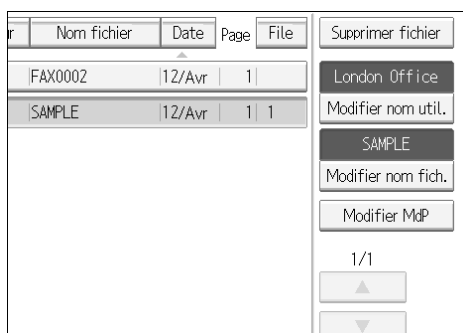 Nom fichier Date Page File
FAX0002 12/Avr 1
SAMPLE 12/Avr 1 1
Supprimer fichier
London Office
Modifier nom util.
SAMPLE
Modifier nom fich.
Modifier MdP
1/1